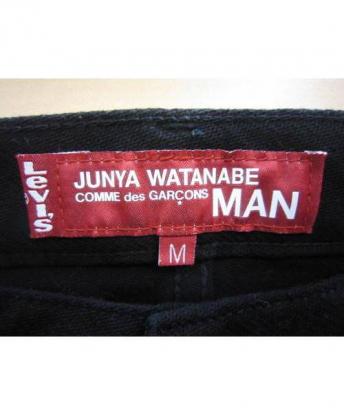 Levi's
JUNYA WATANABE
COMME des GARÇONS MAN
M